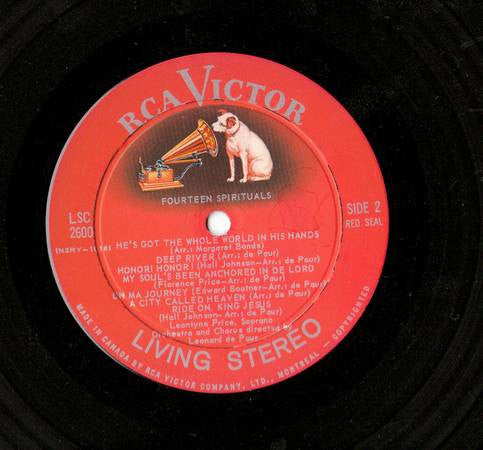 RCA VICTOR
FOURTEEN SPIRITUALS
LSC
2600
SIDE 2
RED SEAL
HE'S GOT THE WHOLE WORLD IN HIS HANDS
(Arr.: Margaret Bonds)
DEEP RIVER (Arr.: de Paur)
HONOR! HONOR! (Hall Johnson-Arr.: de Paur)
MY SOUL'S BEEN ANCHORED IN DE LORD
(Florence Price-Arr.: de Paur)
ON MA JOURNEY (Edward Boatner-Arr.: de Paur)
A CITY CALLED HEAVEN (Arr.: de Paur)
RIDE ON, KING JESUS
(Hall Johnson-Arr.: de Paur)
Leontyne Price, Soprano
Orchestra and Chorus directed by
Leonard de Paur
LIVING STEREO
MADE IN CANADA BY RCA VICTOR COMPANY, LTD., MONTREAL - COPYRIGHTED